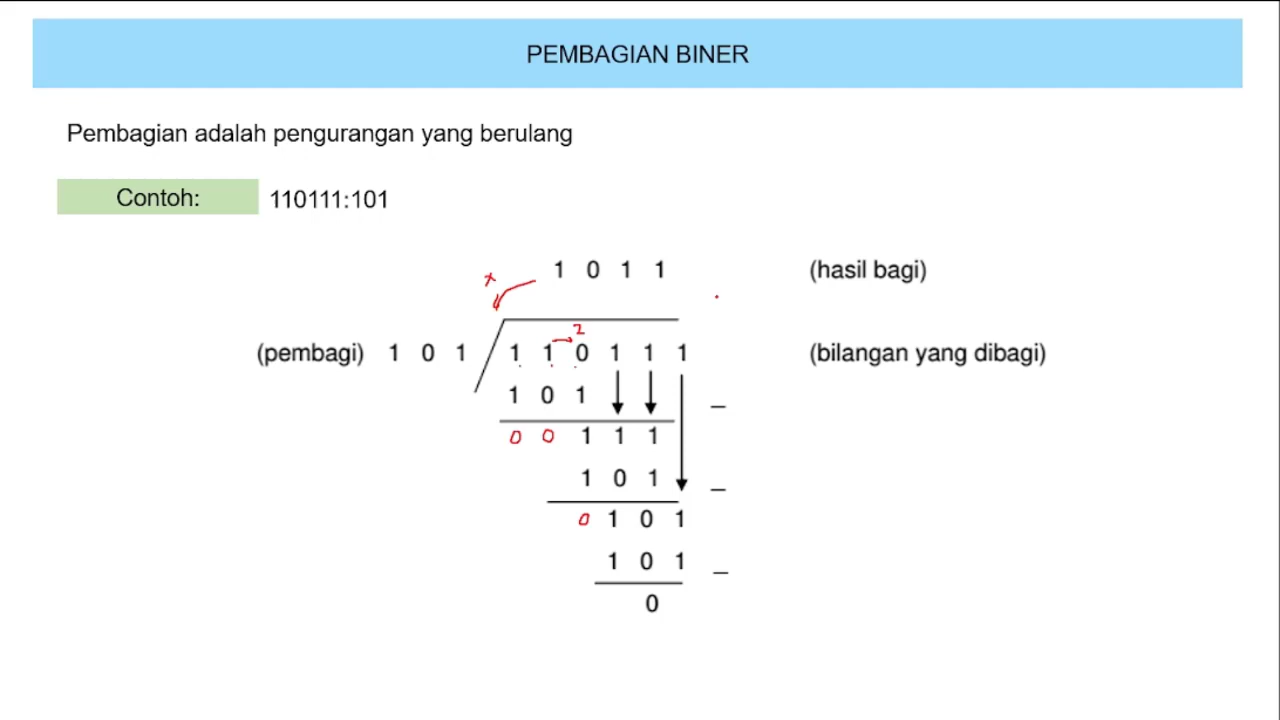 PEMBAGIAN BINER
Pembagian adalah pengurangan yang berulang
Contoh: 110111:101
x 1 0 1 1 (hasil bagi)
2
(pembagi) 1 0 1 1 1 0 1 1 1 (bilangan yang dibagi)
1 0 1 _
0 0 1 1 1
1 0 1 _
0 1 0 1
1 0 1 _
0